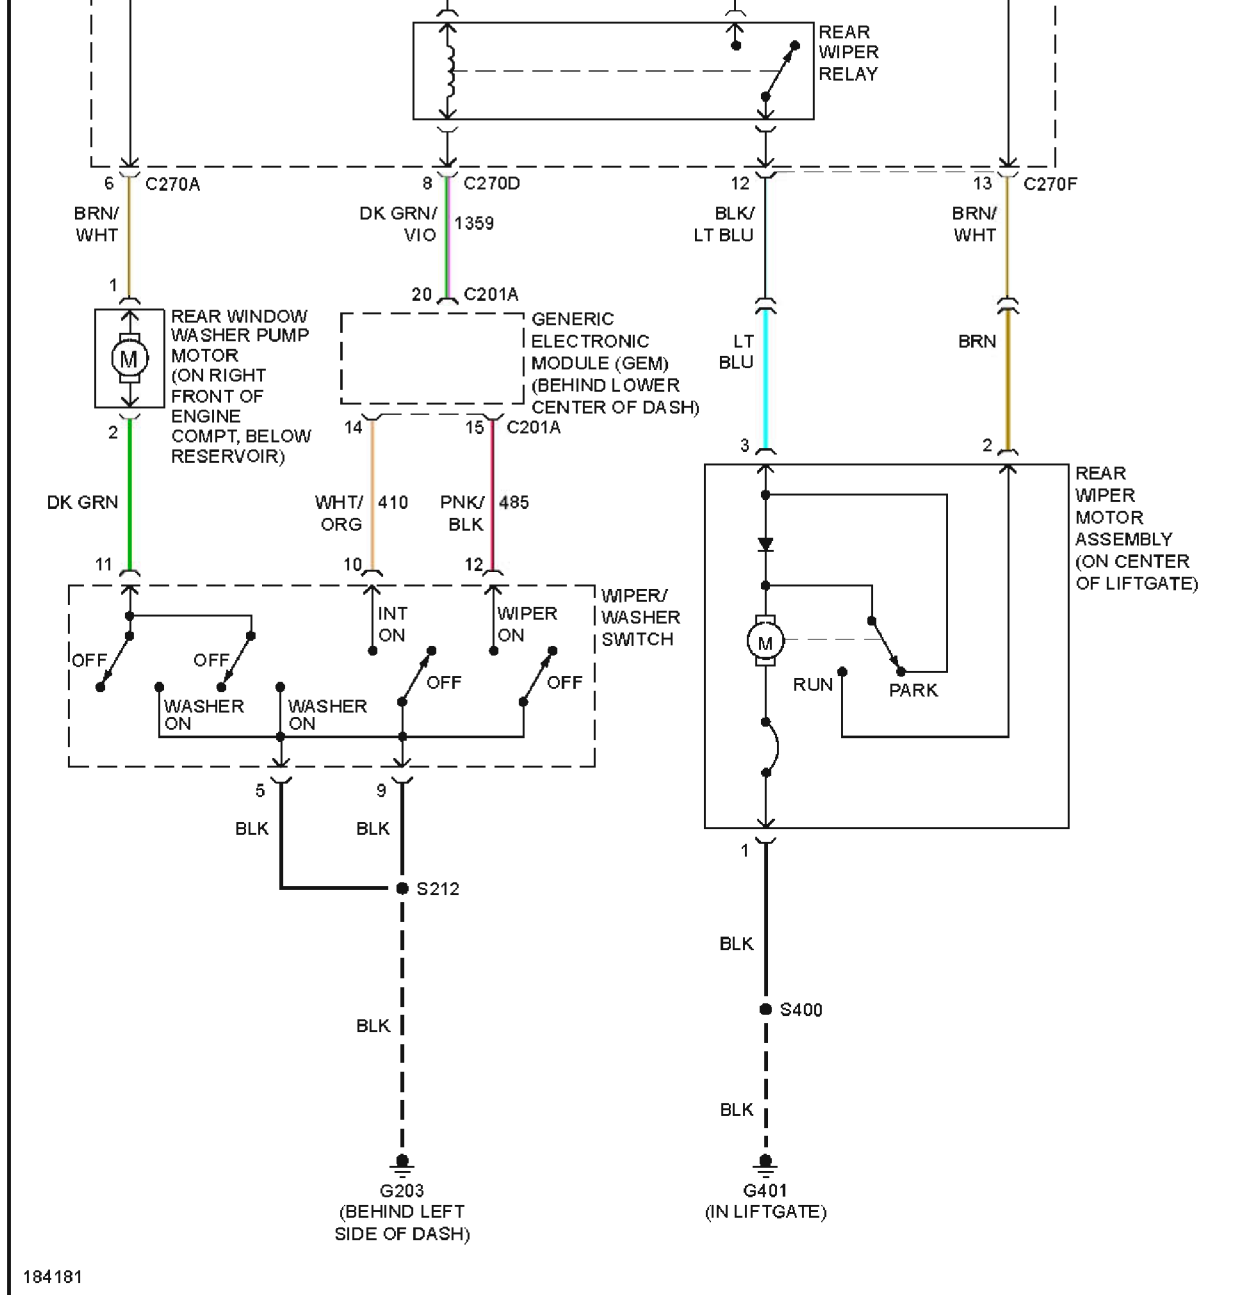 REAR
WIPER
RELAY
6 C270A
8 C270D
12
13 C270F
BRN/
WHT
DK GRN/
VIO
1359
BLK/
LT BLU
BRN/
WHT
1
20 C201A
REAR WINDOW
WASHER PUMP
MOTOR
(ON RIGHT
FRONT OF
ENGINE
COMPT, BELOW
RESERVOIR)
M
GENERIC
ELECTRONIC
MODULE (GEM)
(BEHIND LOWER
CENTER OF DASH)
LT
BLU
BRN
2
14
15 C201A
3
2
DK GRN
WHT/
ORG
410
PNK/
BLK
485
REAR
WIPER
MOTOR
ASSEMBLY
(ON CENTER
OF LIFTGATE)
11
10
12
WIPER/
WASHER
SWITCH
INT
ON
WIPER
ON
OFF
OFF
OFF
OFF
WASHER
ON
WASHER
ON
M
RUN
PARK
5
9
BLK
BLK
1
S212
BLK
S400
BLK
BLK
G203
(BEHIND LEFT
SIDE OF DASH)
G401
(IN LIFTGATE)
184181